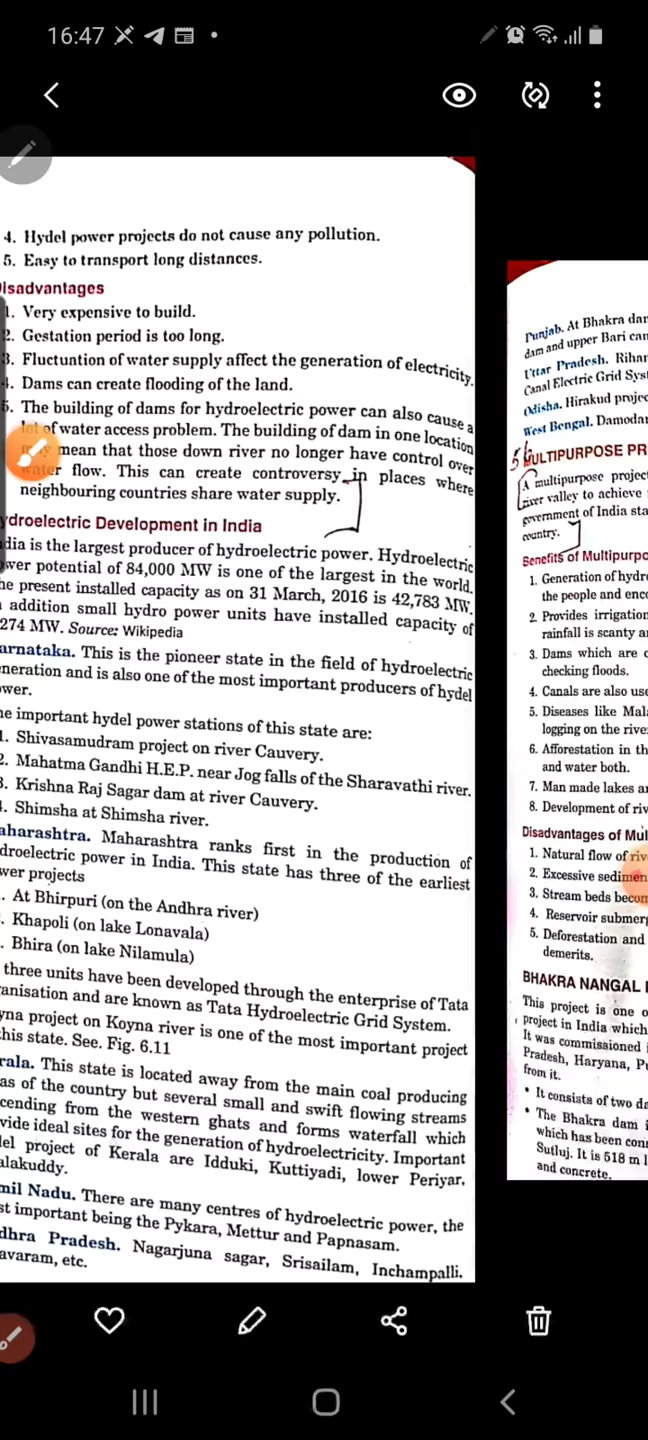 16:47
4. Hydel power projects do not cause any pollution.
5. Easy to transport long distances.
isadvantages
1. Very expensive to build.
2. Gestation period is too long.
3. Fluctuation of water supply affect the generation of electricity.
4. Dams can create flooding of the land.
5. The building of dams for hydroelectric power can also cause a
lot of water access problem. The building of dam in one location
mean that those down river no longer have control over
water flow. This can create controversy in places where
neighbouring countries share water supply.
ydroelectric Development in India
dia is the largest producer of hydroelectric power. Hydroelectric
ower potential of 84,000 MW is one of the largest in the world.
he present installed capacity as on 31 March, 2016 is 42,783 MW.
addition small hydro power units have installed capacity of
274 MW. Source: Wikipedia
arnataka. This is the pioneer state in the field of hydroelectric
neration and is also one of the most important producers of hydel
ower.
he important hydel power stations of this state are:
1. Shivasamudram project on river Cauvery.
2. Mahatma Gandhi H.E.P. near Jog falls of the Sharavathi river.
3. Krishna Raj Sagar dam at river Cauvery.
. Shimsha at Shimsha river.
aharashtra. Maharashtra ranks first in the production of
droelectric power in India. This state has three of the earliest
wer projects
. At Bhirpuri (on the Andhra river)
. Khapoli (on lake Lonavala)
. Bhira (on lake Nilamula)
three units have been developed through the enterprise of Tata
anisation and are known as Tata Hydroelectric Grid System.
yna project on Koyna river is one of the most important project
his state. See. Fig. 6.11
rala. This state is located away from the main coal producing
as of the country but several small and swift flowing streams
cending from the western ghats and forms waterfall which
vide ideal sites for the generation of hydroelectricity. Important
el project of Kerala are Idduki, Kuttiyadi, lower Periyar,
alakuddy.
mil Nadu. There are many centres of hydroelectric power, the
st important being the Pykara, Mettur and Papnasam.
dhra Pradesh. Nagarjuna sagar, Srisailam, Inchampalli.
avaram, etc.
Punjab. At Bhakra dar
dam and upper Bari can
Uttar Pradesh. Rihar
Canal Electric Grid Sys
Odisha. Hirakud projec
West Bengal. Damodar
ULTIPURPOSE PR
A multipurpose project
river valley to achieve
government of India sta
country.
Benefits of Multipurpo
1. Generation of hydr
the people and enc
2. Provides irrigation
rainfall is scanty a
3. Dams which are c
checking floods.
4. Canals are also use
5. Diseases like Mala
logging on the rive
6. Afforestation in th
and water both.
7. Man made lakes a
8. Development of riv
Disadvantages of Mul
1. Natural flow of riv
2. Excessive sedimen
3. Stream beds becom
4. Reservoir submerg
5. Deforestation and
demerits.
BHAKRA NANGAL
This project is one o
project in India which
It was commissioned
Pradesh, Haryana, Pu
from it.
• It consists of two da
• The Bhakra dam i
which has been con
Sutluj. It is 518 m l
and concrete.